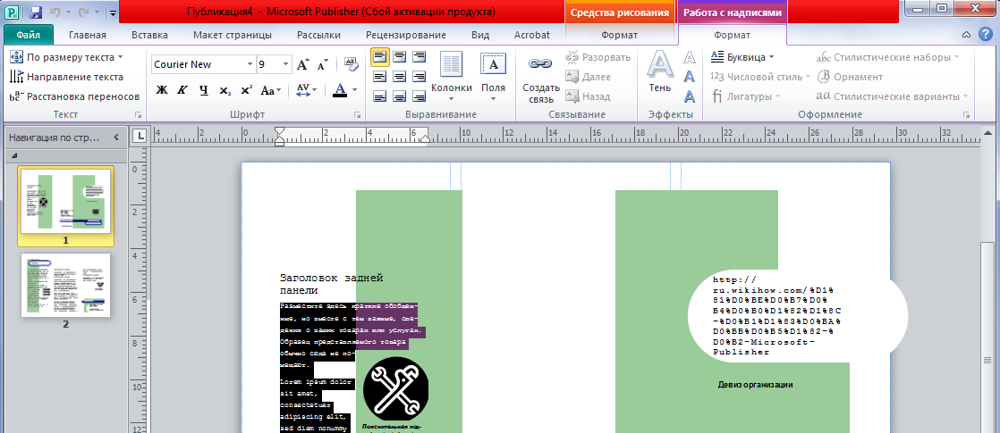 Публикация4 - Microsoft Publisher (Сбой активации продукта)
Средства рисования
Работа с надписями
Файл Главная Вставка Макет страницы Рассылки Рецензирование Вид Acrobat Формат Формат
По размеру текста
Направление текста
Расстановка переносов
Текст
Courier New 9
Ж К Ч x₂ x² Aa AV A
Шрифт
Колонки
Поля
Выравнивание
Создать связь
Разорвать
Далее
Назад
Связывание
Тень
Эффекты
Буквица
Числовой стиль
Лигатуры
Стилистические наборы
Орнамент
Стилистические варианты
Оформление
Навигация по стр...
1
2
4 2 0 2 4 6 8 10 12 14 16 18 20 22 24 26 28 30 32
0
2
4
6
8
10
12
Заголовок задней
панели
Разместите здесь краткие обобщен-
ные, но вместе с тем важные, све-
дения о ваших товарах или услугах.
Образец представляемого товара
обычно сюда не по-
мещают.
Lorem ipsum dolor
sit amet,
consectetuer
adipiscing elit,
sed diem nonummy
Пояснительная под-
http://
ru.wikihow.com/%D1%
81%D0%BE%D0%B7%D0%
B4%D0%B0%D1%82%D1%8C
-%D0%B1%D1%83%D0%BA%
D0%BB%D0%B5%D1%82-%
D0%B2-Microsoft-
Publisher
Девиз организации